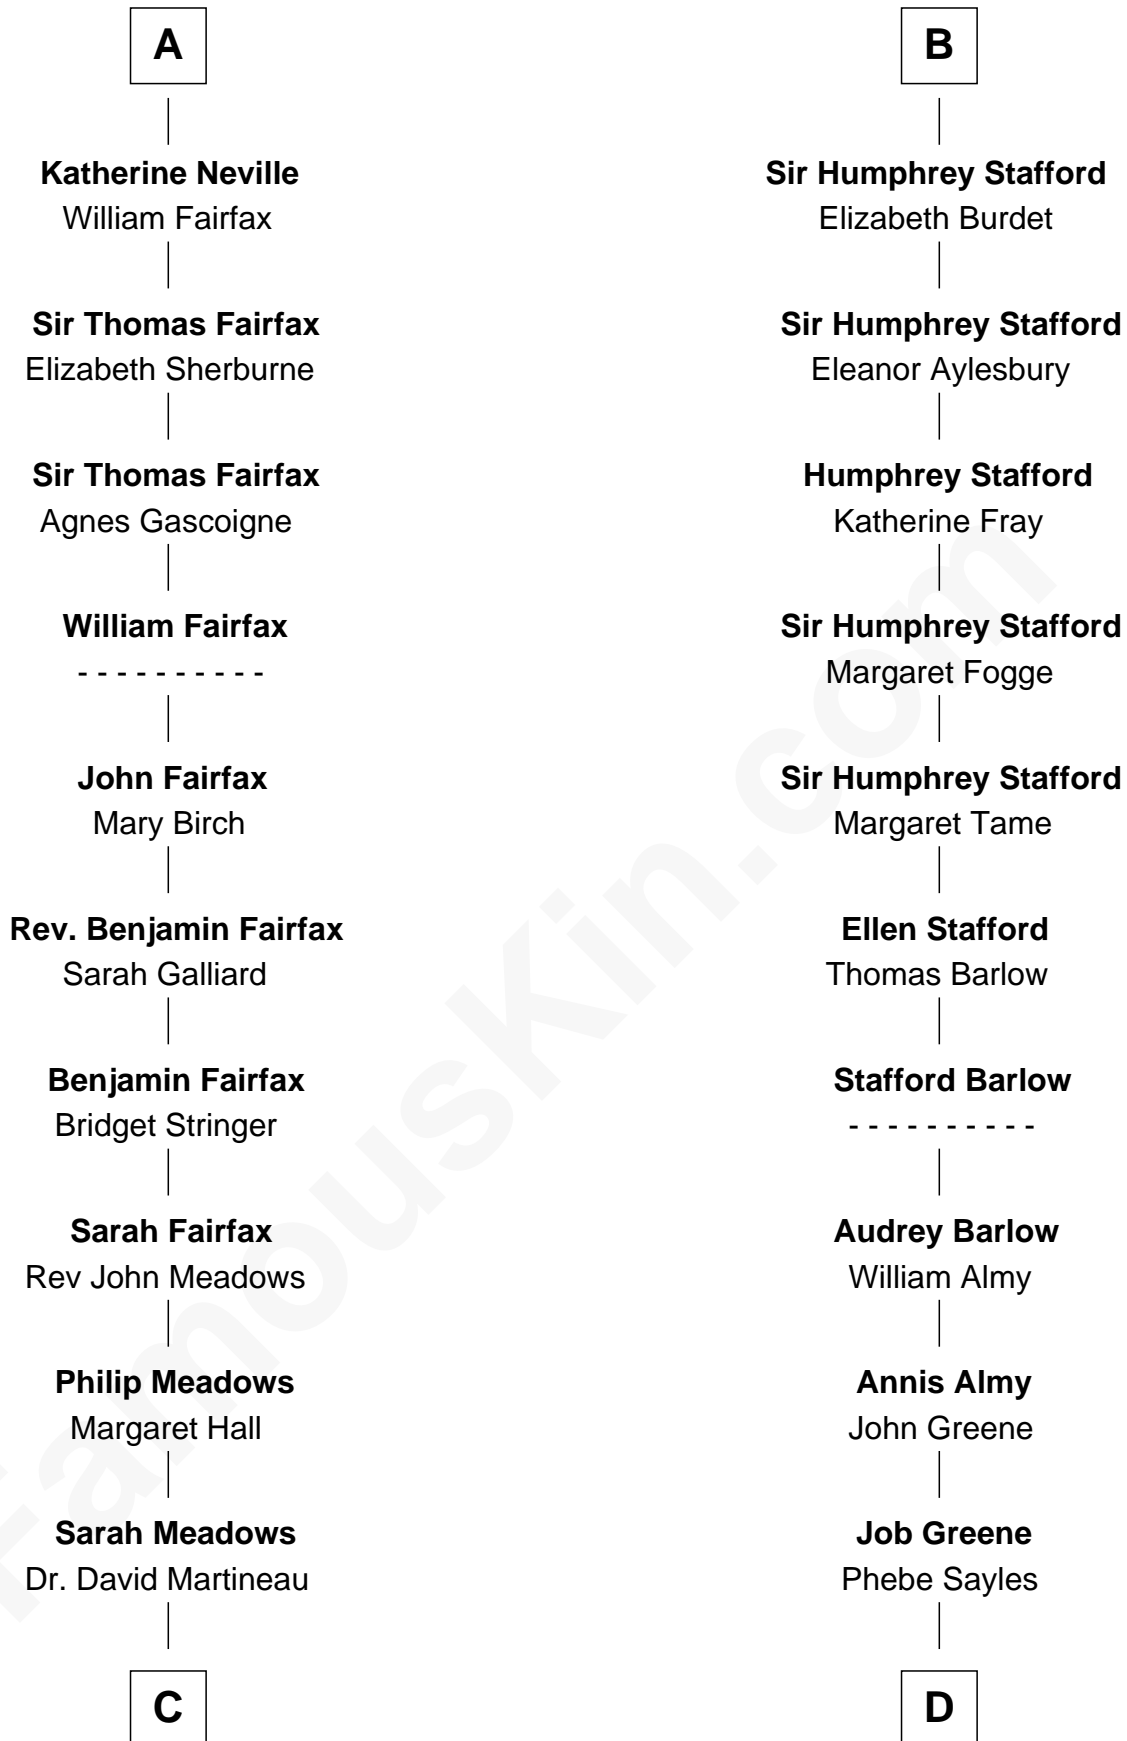 A
Katherine Neville
William Fairfax
Sir Thomas Fairfax
Elizabeth Sherburne
Sir Thomas Fairfax
Agnes Gascoigne
William Fairfax
- - - - - - - - - -
John Fairfax
Mary Birch
Rev. Benjamin Fairfax
Sarah Galliard
Benjamin Fairfax
Bridget Stringer
Sarah Fairfax
Rev John Meadows
Philip Meadows
Margaret Hall
Sarah Meadows
Dr. David Martineau
C
B
Sir Humphrey Stafford
Elizabeth Burdet
Sir Humphrey Stafford
Eleanor Aylesbury
Humphrey Stafford
Katherine Fray
Sir Humphrey Stafford
Margaret Fogge
Sir Humphrey Stafford
Margaret Tame
Ellen Stafford
Thomas Barlow
Stafford Barlow
- - - - - - - - - -
Audrey Barlow
William Almy
Annis Almy
John Greene
Job Greene
Phebe Sayles
D
FamousKin.com